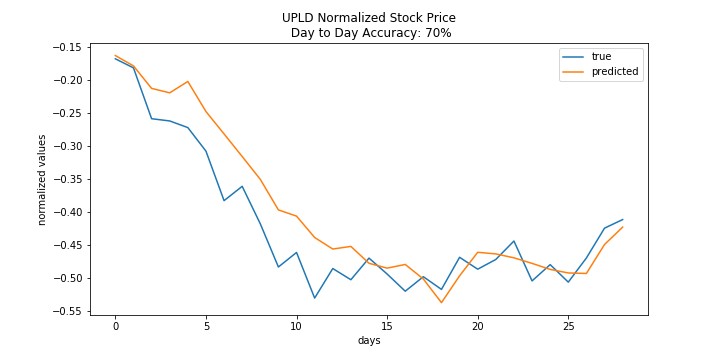 UPLD Normalized Stock Price
Day to Day Accuracy: 70%
true
predicted
normalized values
−0.15
−0.20
−0.25
−0.30
−0.35
−0.40
−0.45
−0.50
−0.55
0 5 10 15 20 25
days